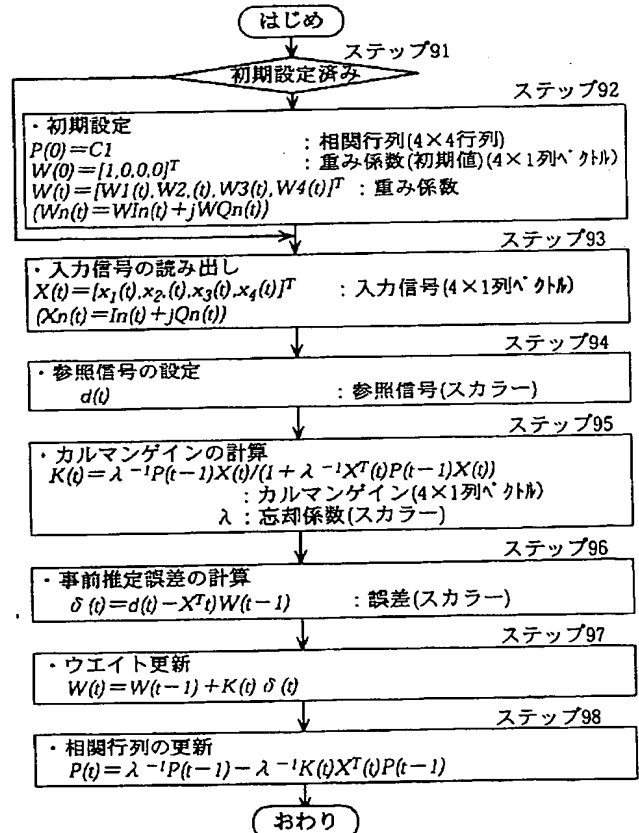 はじめ
ステップ91
初期設定済み
ステップ92
・初期設定
P(0)=C1 :相関行列(4×4行列)
W(0)=[1,0,0,0]ᵀ :重み係数(初期値)(4×1列ベクトル)
W(t)=[W1(t),W2,(t),W3(t),W4(t)]ᵀ :重み係数
(Wn(t)=WIn(t)+jWQn(t))
ステップ93
・入力信号の読み出し
X(t)=[x₁(t),x₂,(t),x₃(t),x₄(t)]ᵀ :入力信号(4×1列ベクトル)
(Xn(t)=In(t)+jQn(t))
ステップ94
・参照信号の設定
d(t) :参照信号(スカラー)
ステップ95
・カルマンゲインの計算
K(t)=λ⁻¹P(t−1)X(t)/(1+λ⁻¹Xᵀ(t)P(t−1)X(t))
:カルマンゲイン(4×1列ベクトル)
λ:忘却係数(スカラー)
ステップ96
・事前推定誤差の計算
δ(t)=d(t)−Xᵀt)W(t−1) :誤差(スカラー)
ステップ97
・ウエイト更新
W(t)=W(t−1)+K(t)δ(t)
ステップ98
・相関行列の更新
P(t)=λ⁻¹P(t−1)−λ⁻¹K(t)Xᵀ(t)P(t−1)
おわり